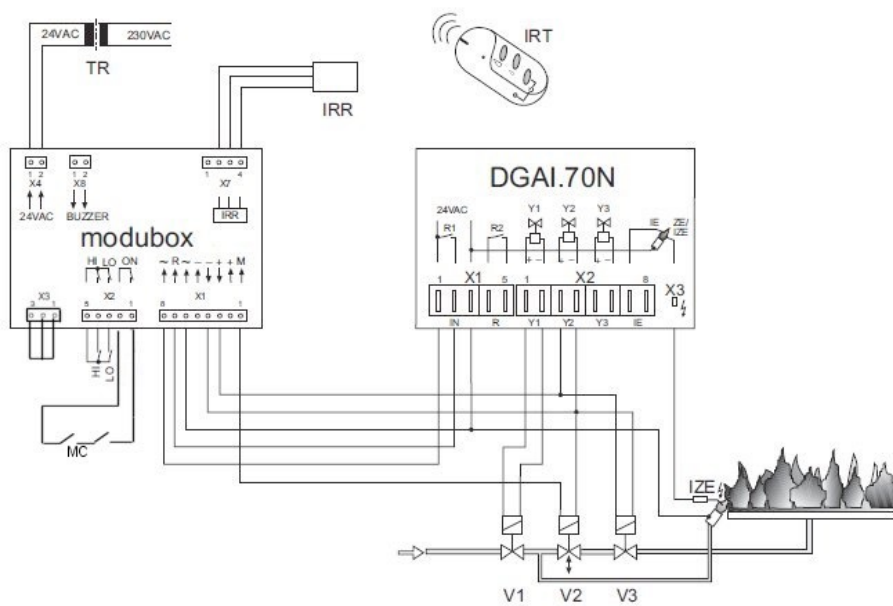 24VAC 230VAC
TR
IRT
IRR
1 2 1 2 1 4
X4 X8 X7
24VAC BUZZER IRR
modubox
HI LO ON ~ R ~ - - + + M
X3 X2 X1
3 1 5 1 8 1
HI LO
MC
DGAI.70N
24VAC R1 R2 Y1 Y2 Y3 IE ZE/ IZE
+ - + - + -
1 X1 5 1 X2 8 X3
IN R Y1 Y2 Y3 IE
IZE
V1 V2 V3